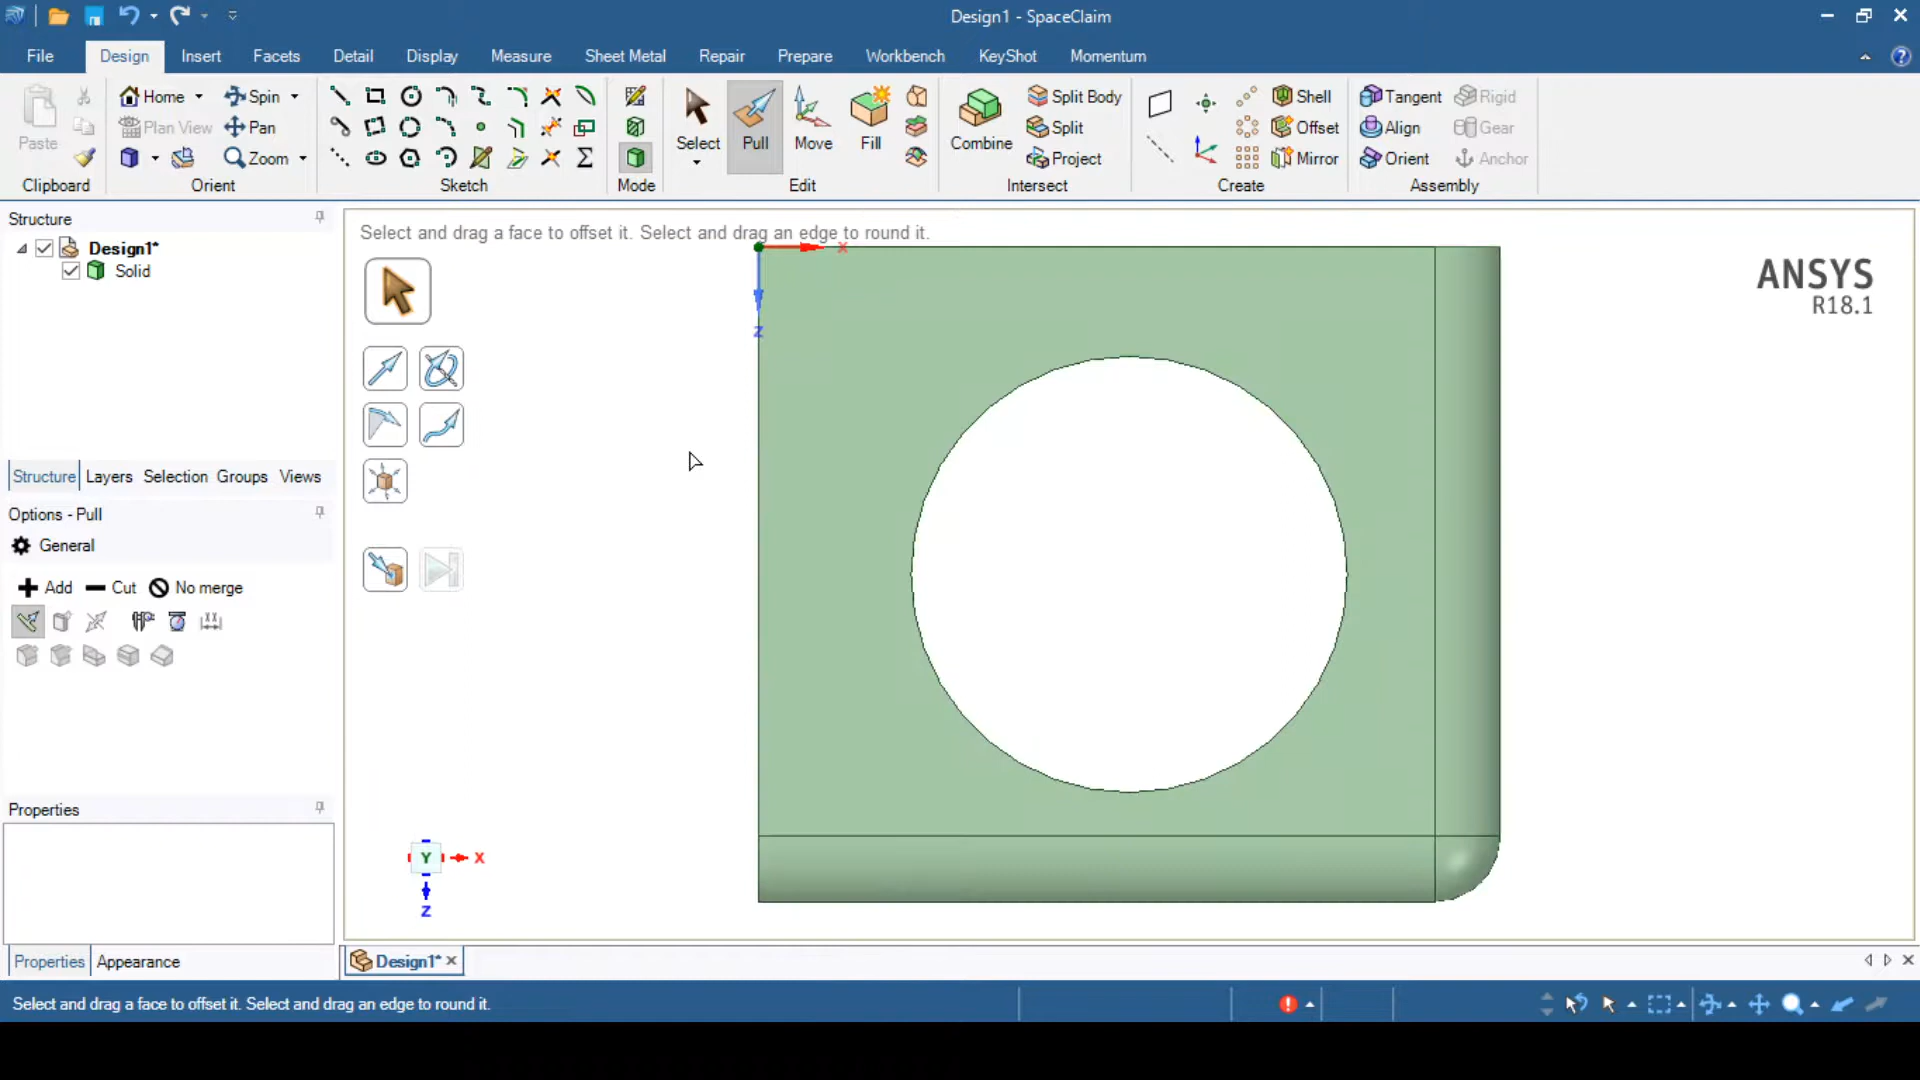 Design1 - SpaceClaim
File Design Insert Facets Detail Display Measure Sheet Metal Repair Prepare Workbench KeyShot Momentum
Paste
Home Spin
Plan View Pan
Zoom
Select Pull Move Fill
Combine Split Body
Split
Project
Shell
Offset
Mirror
Tangent Rigid
Align Gear
Orient Anchor
Clipboard Orient Sketch Mode Edit Intersect Create Assembly
Structure
Design1*
Solid
Structure Layers Selection Groups Views
Options - Pull
General
Add Cut No merge
Properties
Properties Appearance
Select and drag a face to offset it. Select and drag an edge to round it.
X
Z
ANSYS
R18.1
Y X
Z
Design1*
Select and drag a face to offset it. Select and drag an edge to round it.